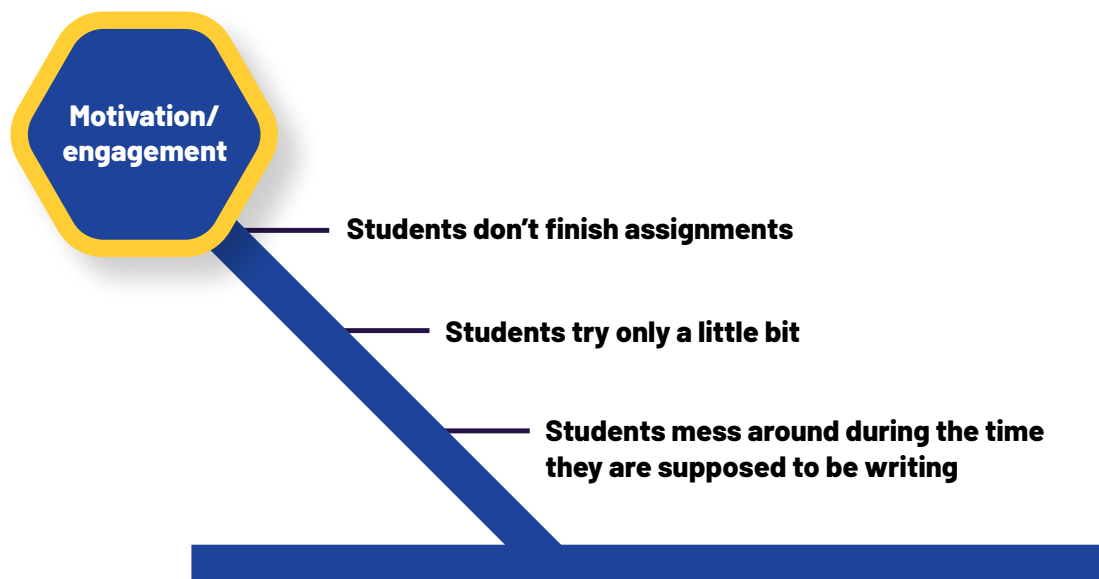 Motivation/
engagement
Students don’t finish assignments
Students try only a little bit
Students mess around during the time
they are supposed to be writing